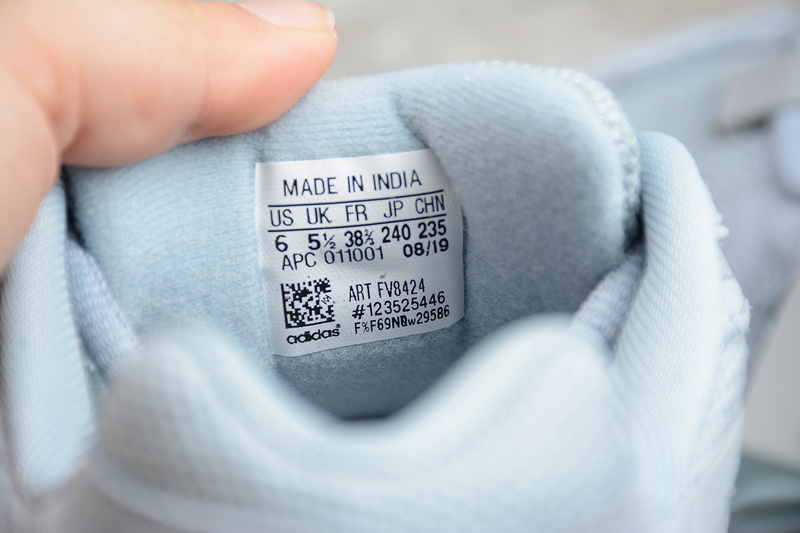 MADE IN INDIA
US UK FR JP CHN
6 5½ 38⅔ 240 235
APC 011001 08/19
ART FV8424
#123525446
F%F69N0w29586
adidas®